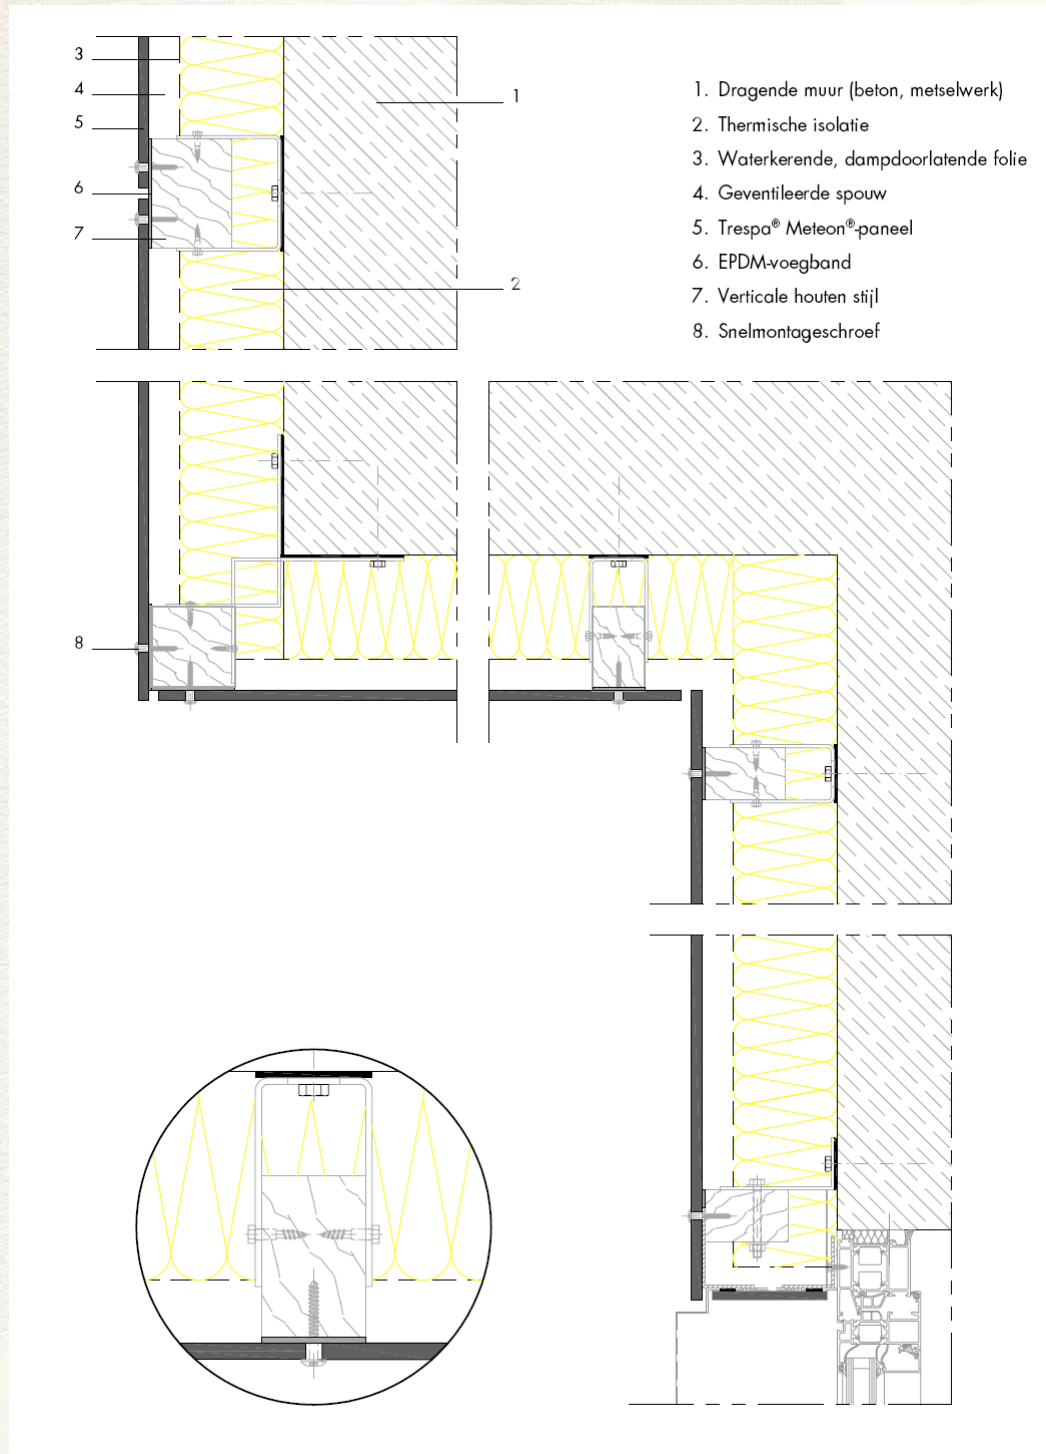 3
4
5
6
7
1
2
8
1. Dragende muur (beton, metselwerk)
2. Thermische isolatie
3. Waterkerende, dampdoorlatende folie
4. Geventileerde spouw
5. Trespa® Meteon®-paneel
6. EPDM-voegband
7. Verticale houten stijl
8. Snelmontageschroef